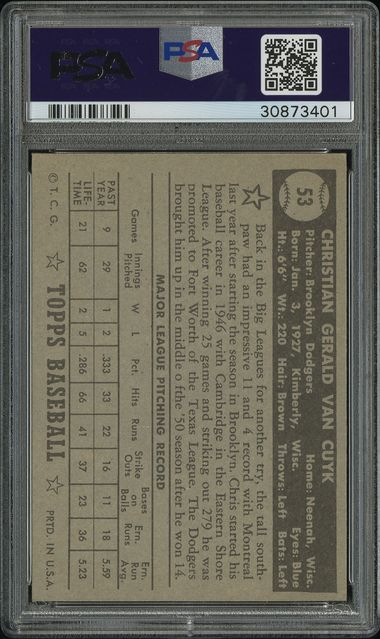 PSA
PSA
30873401
53
CHRISTIAN GERALD VAN CUYK
Pitcher: Brooklyn Dodgers Home: Neenah, Wisc.
Born: Jan. 3, 1927, Kimberly, Wisc. Eyes: Blue
Ht.: 6'6" Wt.: 220 Hair: Brown Throws: Left Bats: Left
Back in the Big Leagues for another try, the tall south-
paw had an impressive 11 and 4 record with Montreal
last year after starting the season in Brooklyn. Chris started his
baseball career in 1946 with Cambridge in the Eastern Shore
League. After winning 25 games and striking out 279 he was
promoted to Fort Worth of the Texas League. The Dodgers
brought him up in the middle o the '50 season after he won 14.
MAJOR LEAGUE PITCHING RECORD
Games Innings Pitched W L Pct. Hits Runs Strike Outs Bases on Balls Ern. Runs Ern. Run Avg.
PAST YEAR 9 29 1 2 .333 33 22 16 11 18 5.59
LIFE-TIME 21 62 2 5 .286 66 41 37 23 36 5.23
© T. C. G. TOPPS BASEBALL PRTD. IN U.S.A.